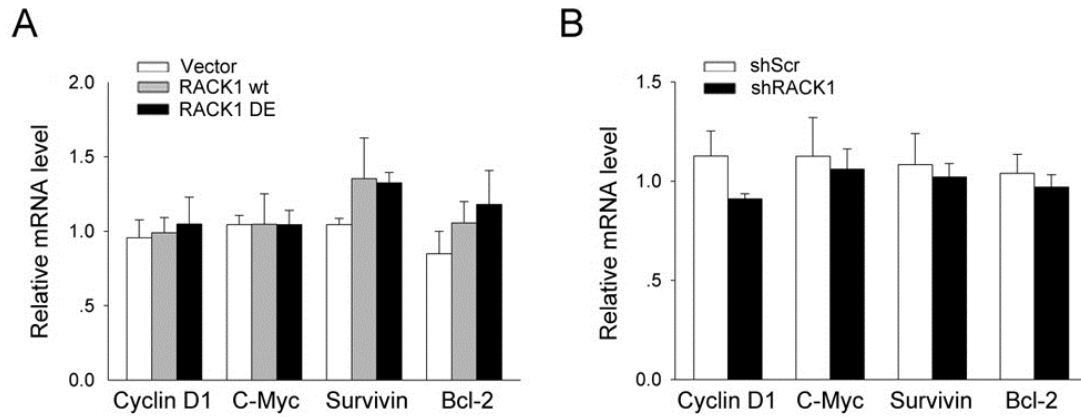 A
Vector
RACK1 wt
RACK1 DE
Relative mRNA level
2.0
1.5
1.0
.5
0.0
Cyclin D1 C-Myc Survivin Bcl-2
B
shScr
shRACK1
Relative mRNA level
1.5
1.0
.5
0.0
Cyclin D1 C-Myc Survivin Bcl-2